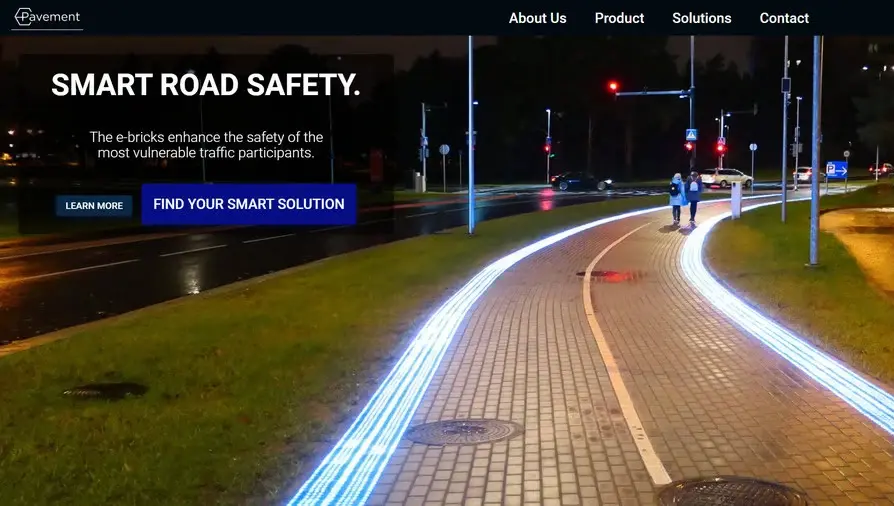 Pavement
About Us
Product
Solutions
Contact
SMART ROAD SAFETY.
The e-bricks enhance the safety of the
most vulnerable traffic participants.
LEARN MORE
FIND YOUR SMART SOLUTION
P